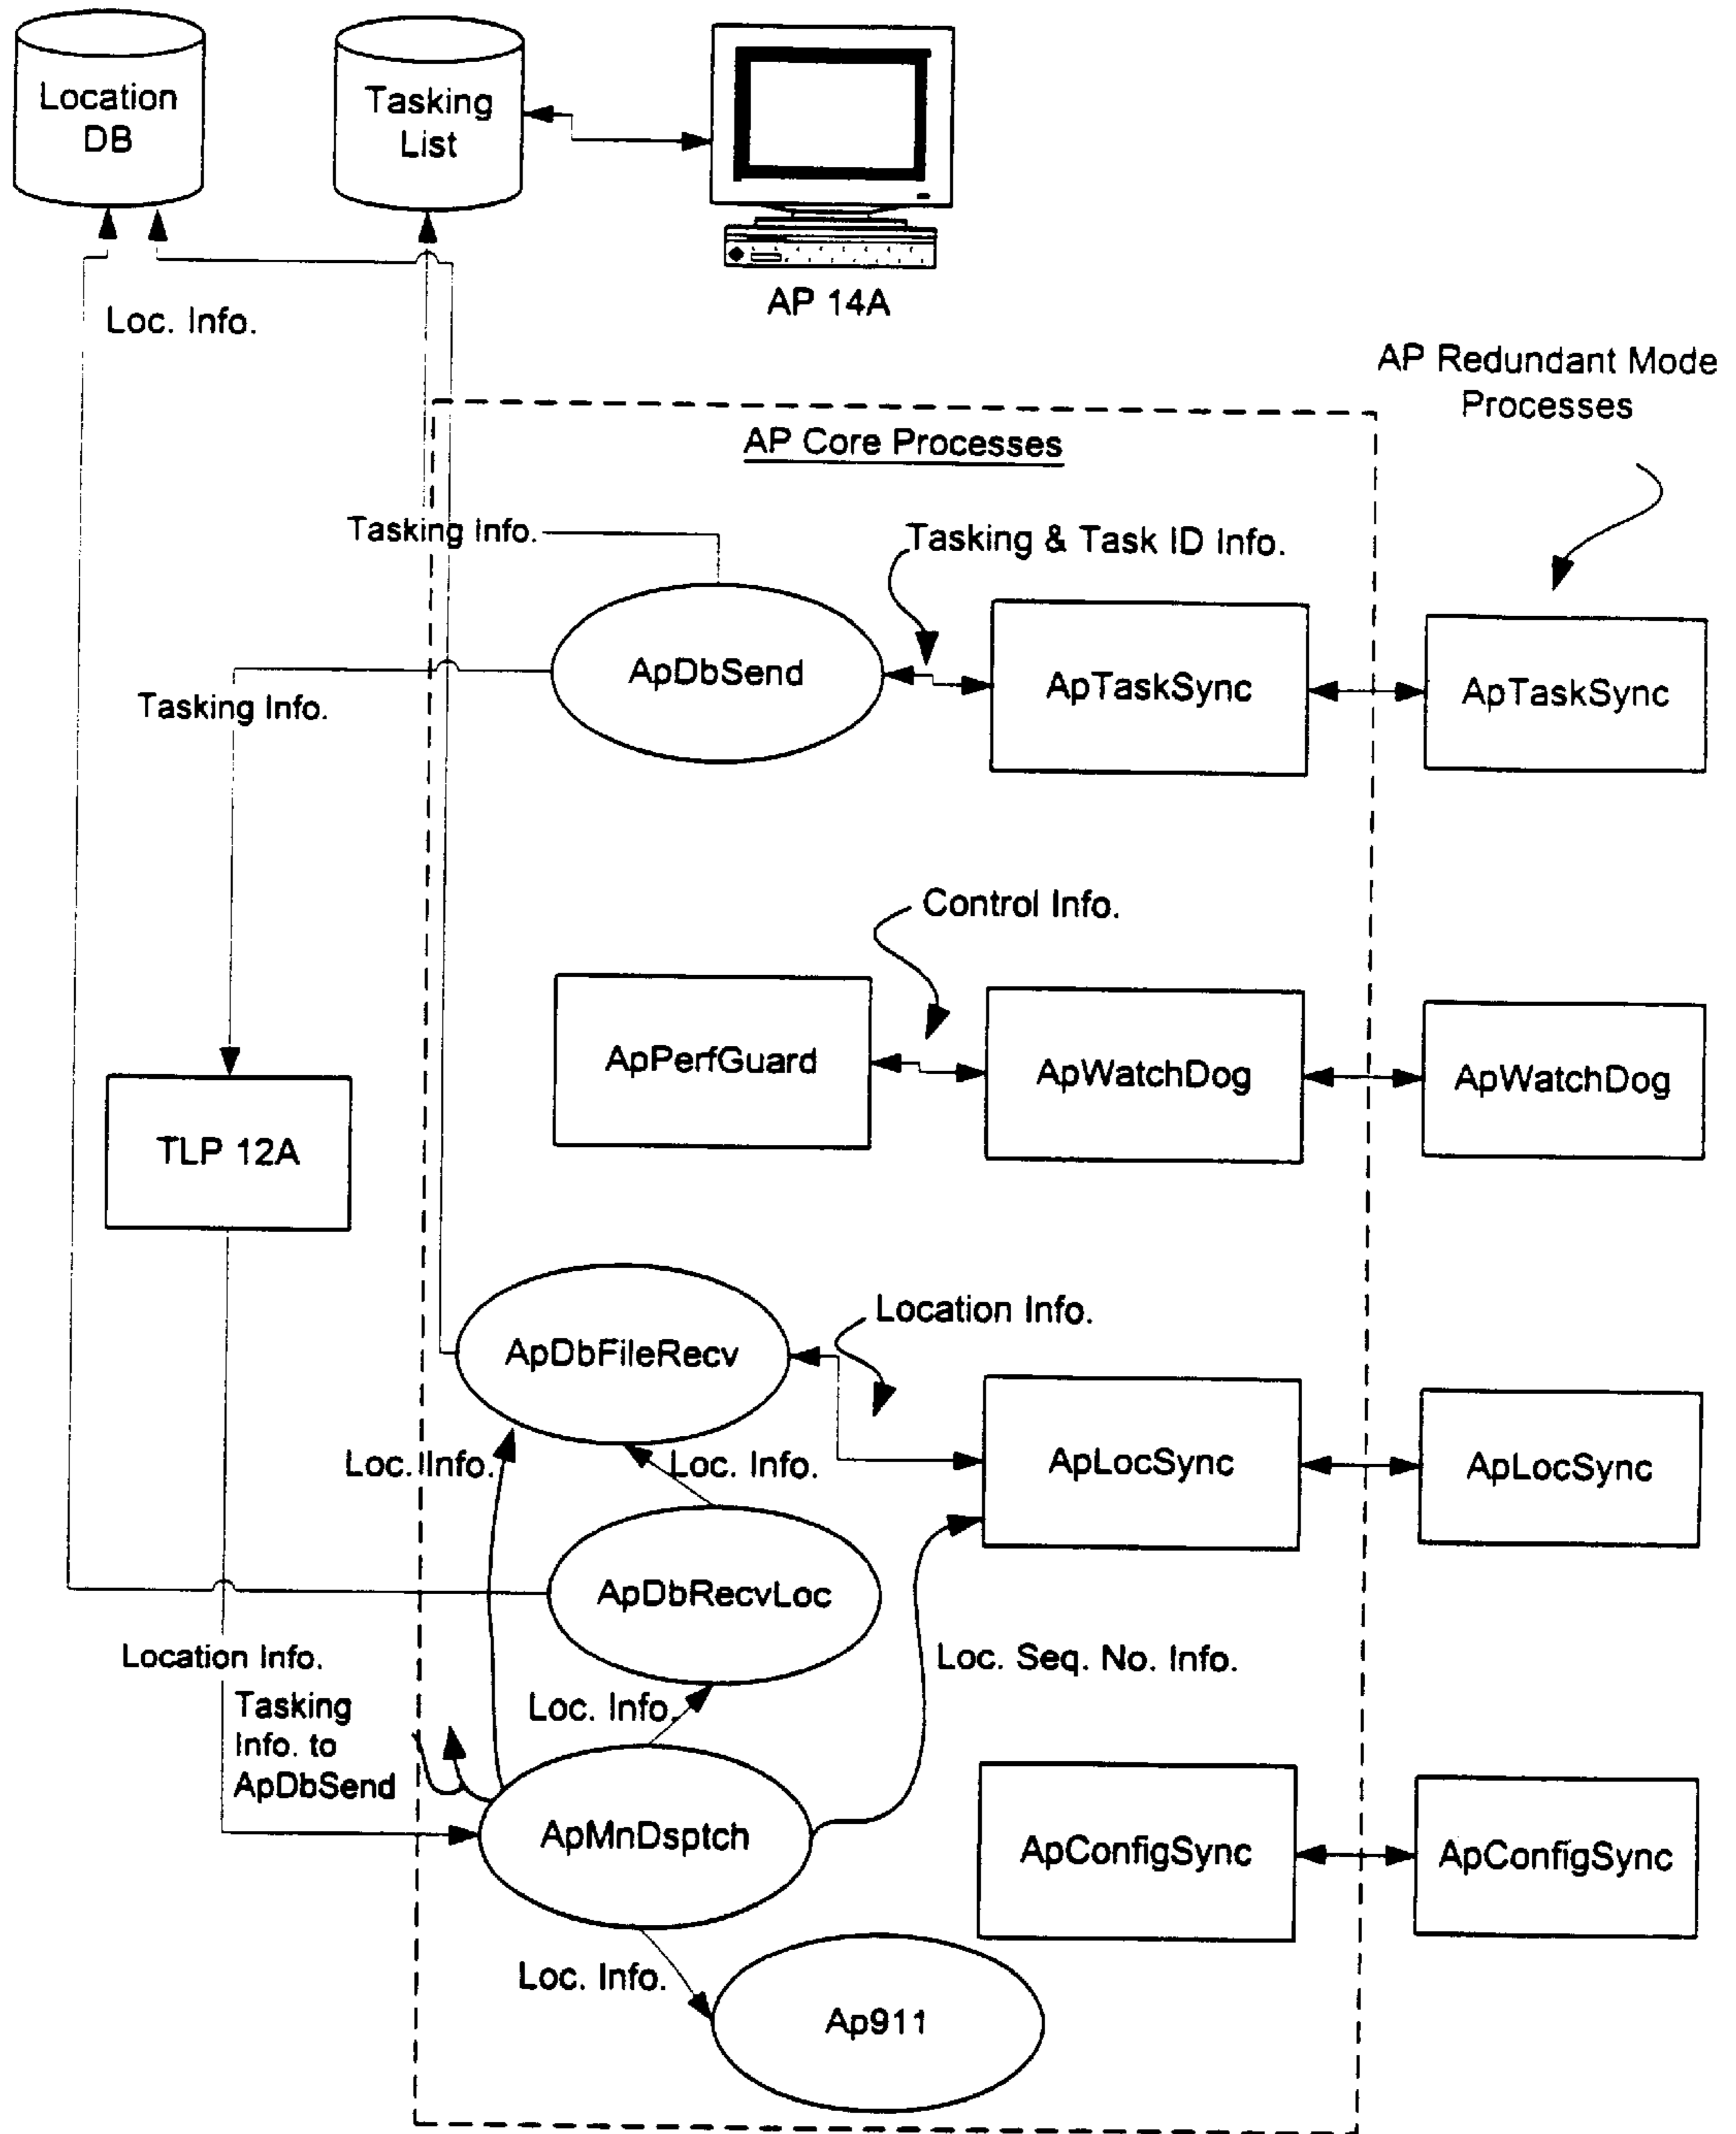 Location
DB
Tasking
List
AP 14A
Loc. Info.
AP Redundant Mode
Processes
AP Core Processes
Tasking Info.
Tasking & Task ID Info.
ApDbSend
ApTaskSync
ApTaskSync
Tasking Info.
Control Info.
ApPerfGuard
ApWatchDog
ApWatchDog
TLP 12A
Location Info.
ApDbFileRecv
Loc. Info.
Loc. Info.
ApLocSync
ApLocSync
ApDbRecvLoc
Location Info.
Loc. Seq. No. Info.
Tasking
Info. to
ApDbSend
Loc. Info.
ApMnDsptch
ApConfigSync
ApConfigSync
Loc. Info.
Ap911